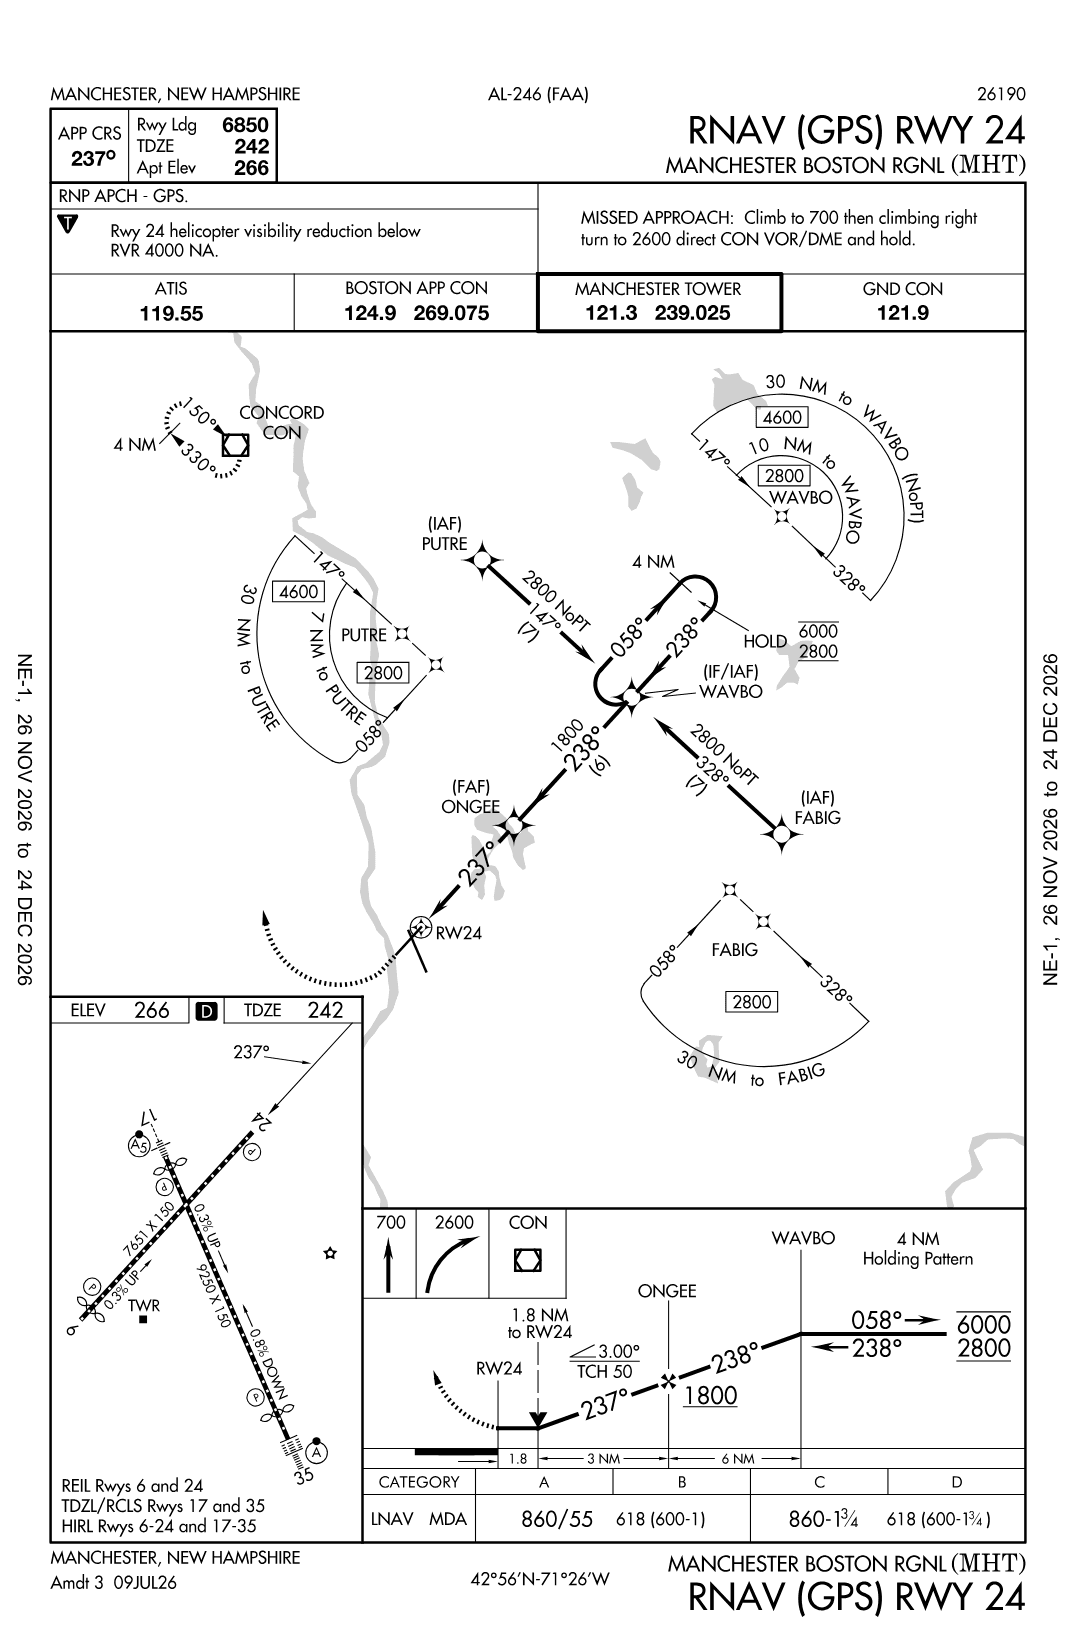 MANCHESTER, NEW HAMPSHIRE
AL-246 (FAA)
26190
APP CRS
237°
Rwy Ldg 6850
TDZE 242
Apt Elev 266
RNAV (GPS) RWY 24
MANCHESTER BOSTON RGNL (MHT)
RNP APCH - GPS.
T
Rwy 24 helicopter visibility reduction below
RVR 4000 NA.
MISSED APPROACH: Climb to 700 then climbing right
turn to 2600 direct CON VOR/DME and hold.
ATIS
119.55
BOSTON APP CON
124.9 269.075
MANCHESTER TOWER
121.3 239.025
GND CON
121.9
CONCORD
CON
150°
330°
4 NM
30 NM to WAVBO (NoPT)
4600
10 NM to WAVBO
2800
WAVBO
147°
328°
(IAF)
PUTRE
2800 NoPT
147°
(7)
4 NM
058°
238°
HOLD
6000
2800
(IF/IAF)
WAVBO
147°
4600
30 NM to PUTRE
7 NM to PUTRE
PUTRE
2800
058°
1800
238°
(6)
2800 NoPT
328°
(7)
(IAF)
FABIG
(FAF)
ONGEE
237°
RW24
058°
FABIG
328°
2800
30 NM to FABIG
NE-1, 26 NOV 2026 to 24 DEC 2026
NE-1, 26 NOV 2026 to 24 DEC 2026
ELEV 266
D
TDZE 242
237°
24
17
A5
P
P
7651 X 150
0.3% UP
0.3% UP
9250 X 150
P
6
TWR
0.8% DOWN
P
A
35
REIL Rwys 6 and 24
TDZL/RCLS Rwys 17 and 35
HIRL Rwys 6-24 and 17-35
700
2600
CON
WAVBO
4 NM
Holding Pattern
ONGEE
1.8 NM
to RW24
3.00°
TCH 50
RW24
237°
238°
1800
058°
238°
6000
2800
1.8
3 NM
6 NM
CATEGORY
A
B
C
D
LNAV MDA
860/55 618 (600-1)
860-1¾ 618 (600-1¾)
MANCHESTER, NEW HAMPSHIRE
Amdt 3 09JUL26
42°56'N-71°26'W
MANCHESTER BOSTON RGNL (MHT)
RNAV (GPS) RWY 24